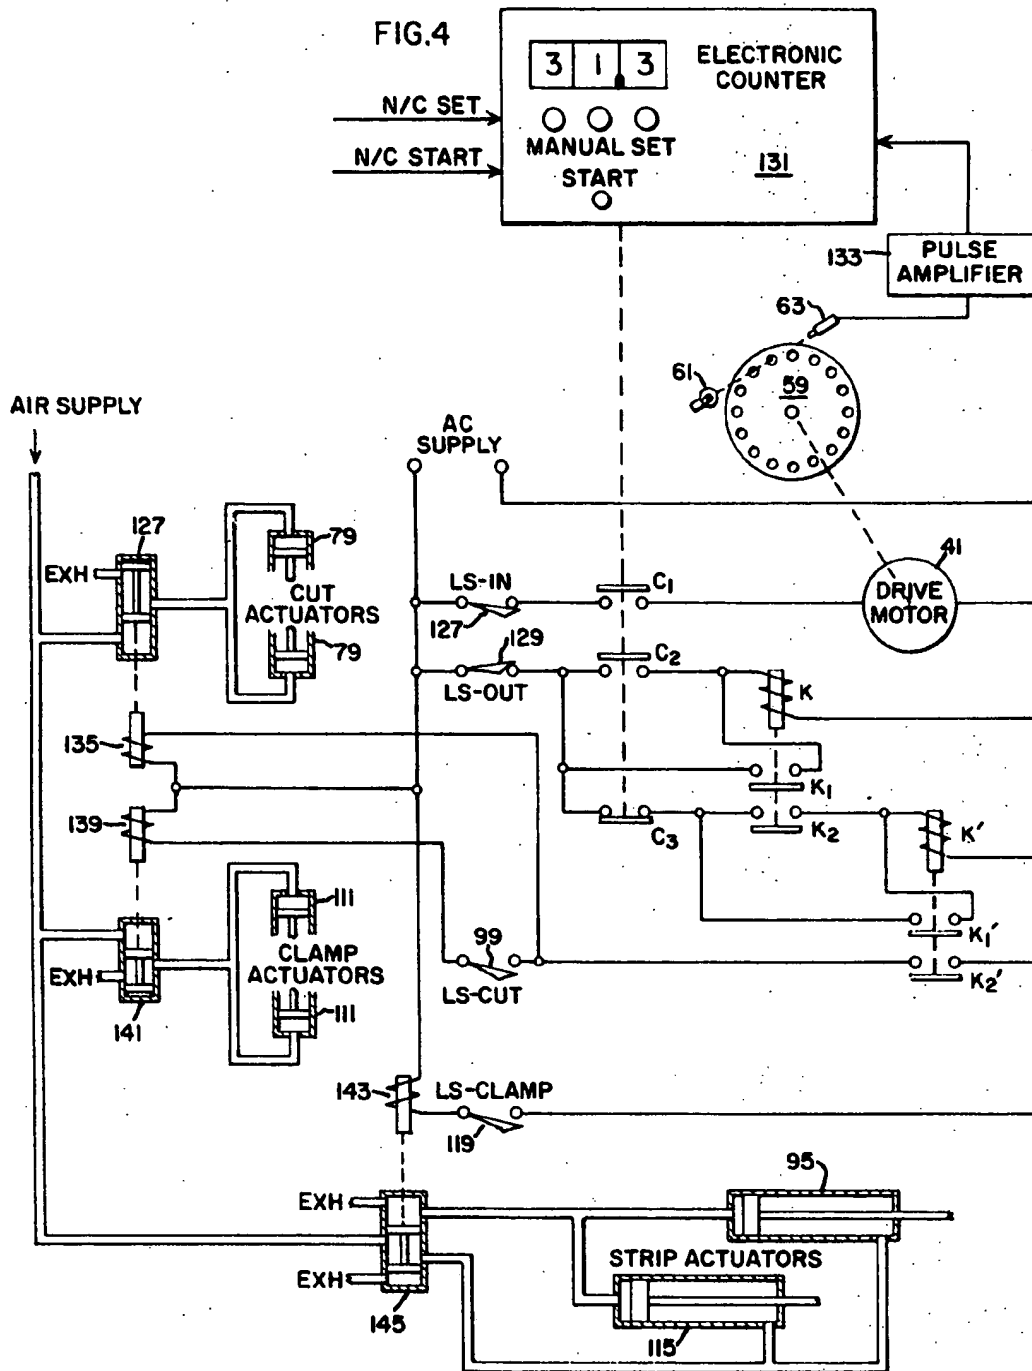 FIG.4
3 1 3
ELECTRONIC
COUNTER
N/C SET
MANUAL SET
N/C START
START
131
133
PULSE
AMPLIFIER
63
61
59
AIR SUPPLY
AC
SUPPLY
127
79
EXH
CUT
ACTUATORS
79
LS-IN
127
C1
41
DRIVE
MOTOR
129
LS-OUT
C2
K
135
K1
139
C3
K2
K'
111
CLAMP
ACTUATORS
EXH
111
141
99
LS-CUT
K1'
K2'
143
LS-CLAMP
119
95
EXH
STRIP ACTUATORS
EXH
145
115